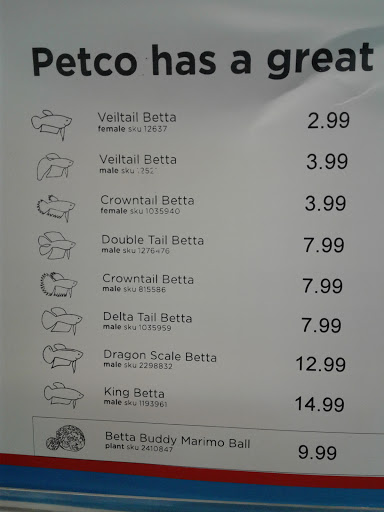 Petco has a great
Veiltail Betta 2.99
female sku 12637
Veiltail Betta 3.99
male sku
Crowntail Betta 3.99
female sku 1035940
Double Tail Betta 7.99
male sku 1276476
Crowntail Betta 7.99
male sku 815586
Delta Tail Betta 7.99
male sku 1035959
Dragon Scale Betta 12.99
male sku 2298832
King Betta 14.99
male sku 1193961
Betta Buddy Marimo Ball 9.99
plant sku 2410847